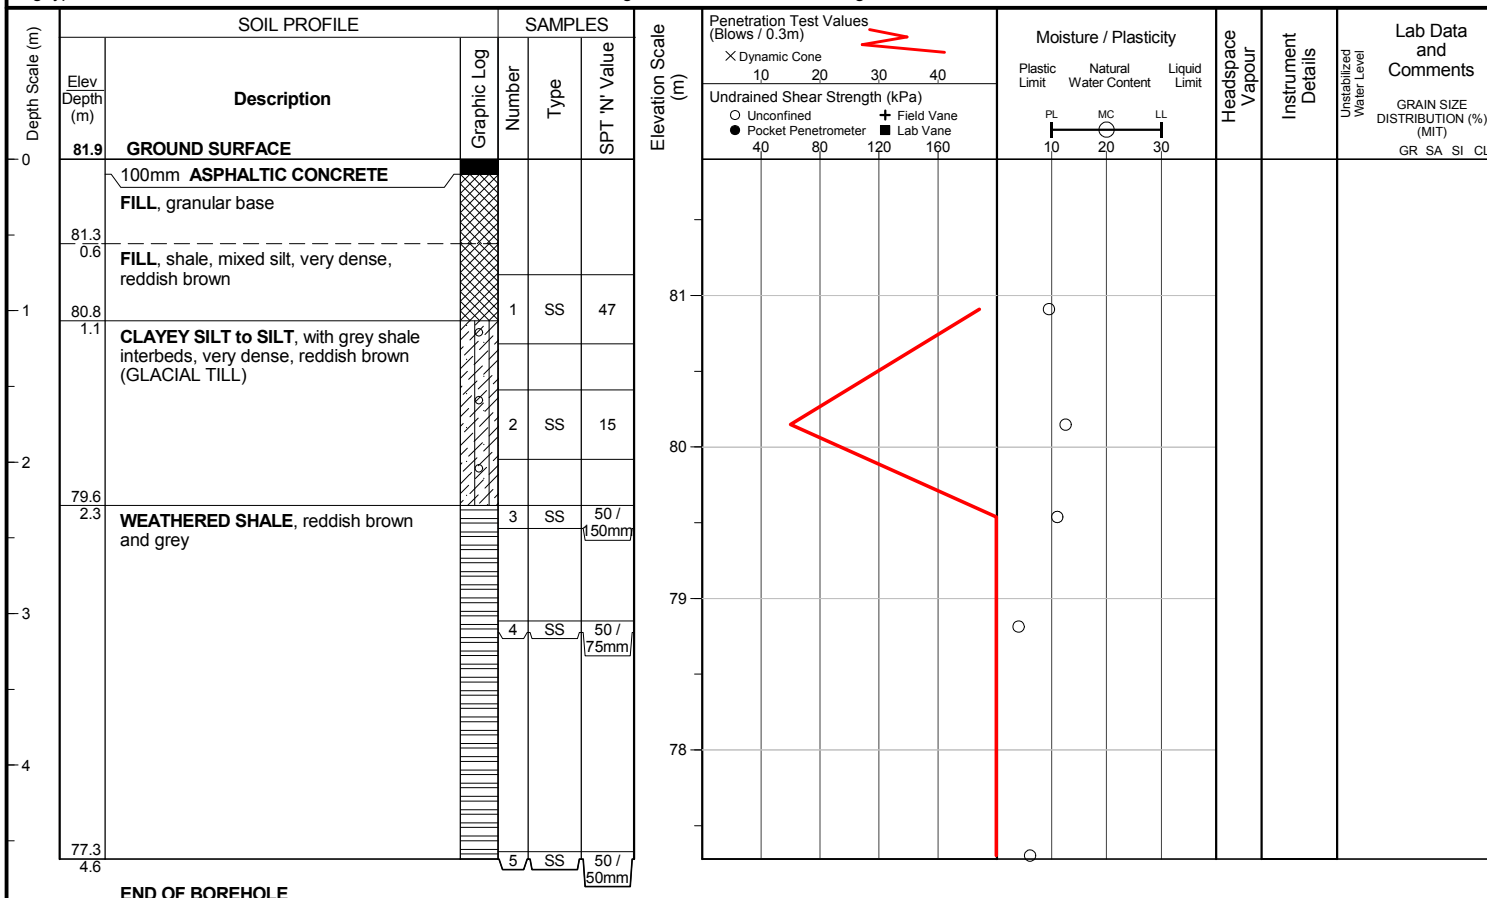 SOIL PROFILE
SAMPLES
Depth Scale (m)
Elev
Depth
(m)
Description
Graphic Log
Number
Type
SPT 'N' Value
Elevation Scale
(m)
Penetration Test Values
(Blows / 0.3m)
× Dynamic Cone
10 20 30 40
Undrained Shear Strength (kPa)
○ Unconfined + Field Vane
● Pocket Penetrometer ■ Lab Vane
40 80 120 160
Moisture / Plasticity
Plastic Natural Liquid
Limit Water Content Limit
PL MC LL
10 20 30
Headspace
Vapour
Instrument
Details
Unstabilized
Water Level
Lab Data
and
Comments
GRAIN SIZE
DISTRIBUTION (%)
(MIT)
GR SA SI CL
81.9 GROUND SURFACE
0
100mm ASPHALTIC CONCRETE
FILL, granular base
81.3
0.6
FILL, shale, mixed silt, very dense,
reddish brown
81
1
80.8
1 SS 47
1.1
CLAYEY SILT to SILT, with grey shale
interbeds, very dense, reddish brown
(GLACIAL TILL)
2 SS 15
80
2
79.6
2.3
WEATHERED SHALE, reddish brown
and grey
3 SS 50 /
150mm
79
3
4 SS 50 /
75mm
78
4
77.3
4.6
5 SS 50 /
50mm
END OF BOREHOLE